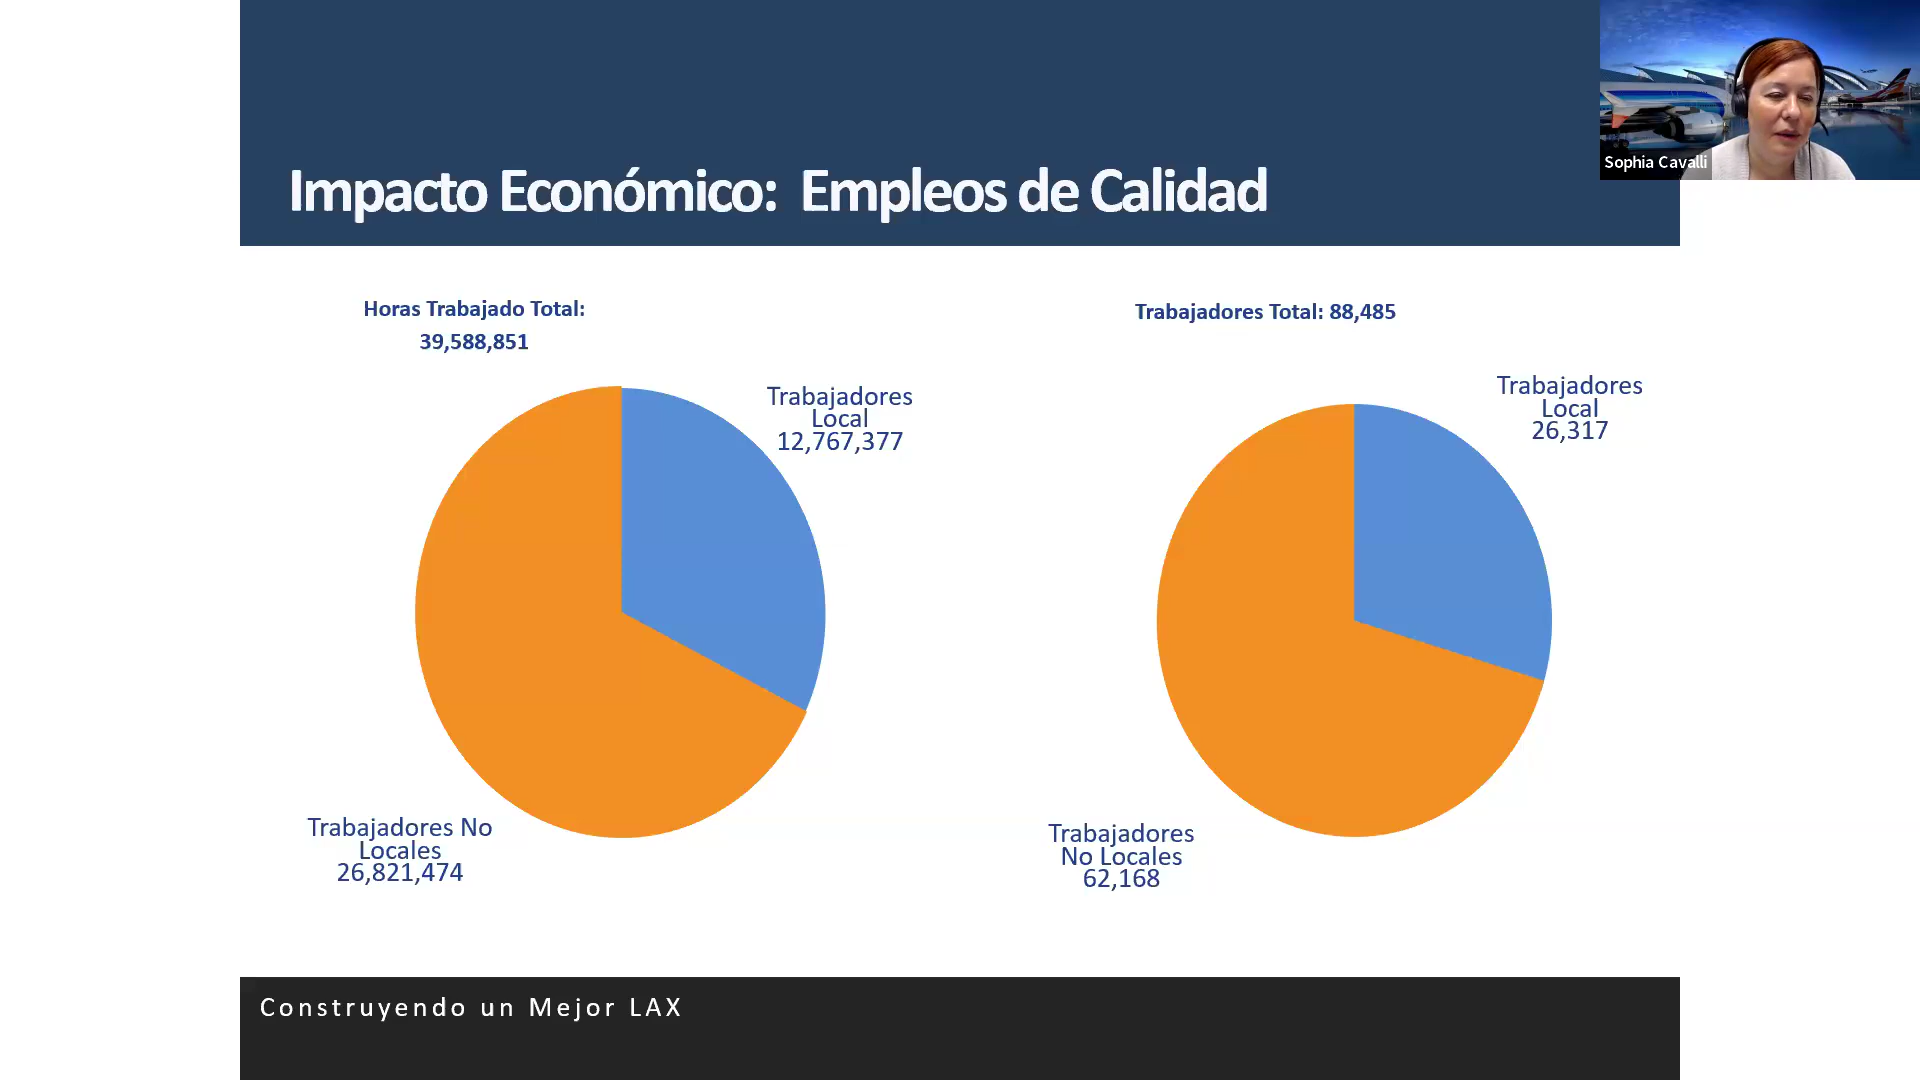 Impacto Económico:  Empleos de Calidad
Sophia Cavalli
Horas Trabajado Total:
39,588,851
Trabajadores
Local
12,767,377
Trabajadores No
Locales
26,821,474
Trabajadores Total: 88,485
Trabajadores
Local
26,317
Trabajadores
No Locales
62,168
Construyendo un Mejor LAX